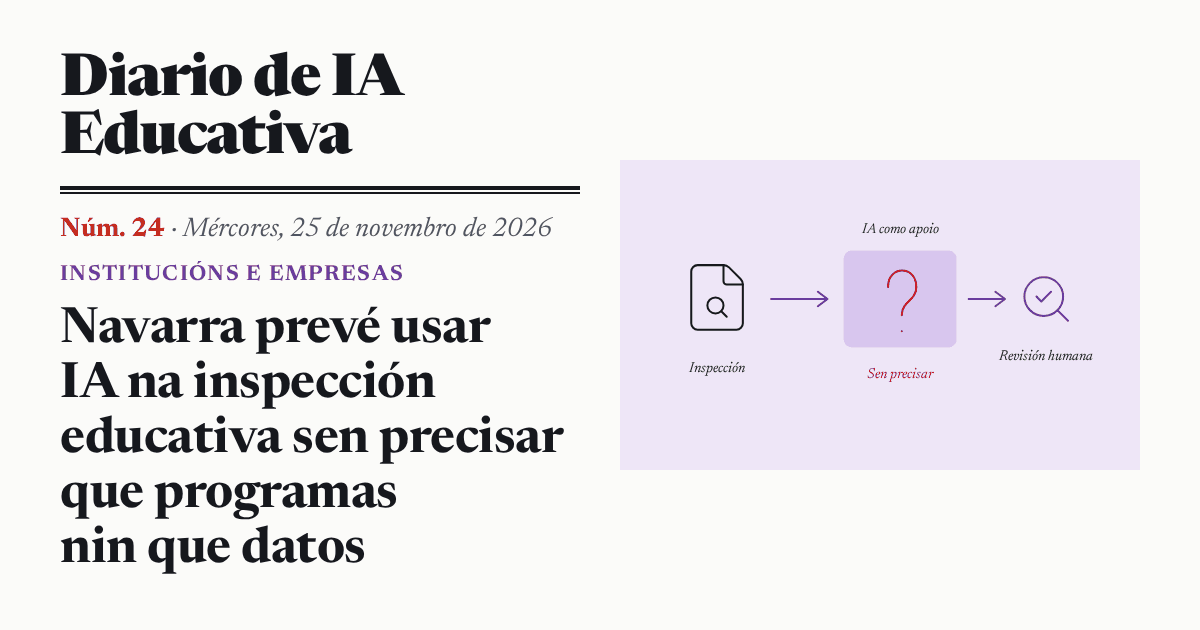 Diario de IA
Educativa
Núm. 24 · Mércores, 25 de novembro de 2026
INSTITUCIÓNS E EMPRESAS
Navarra prevé usar
IA na inspección
educativa sen precisar
que programas
nin que datos
IA como apoio
?
Inspección
Sen precisar
Revisión humana